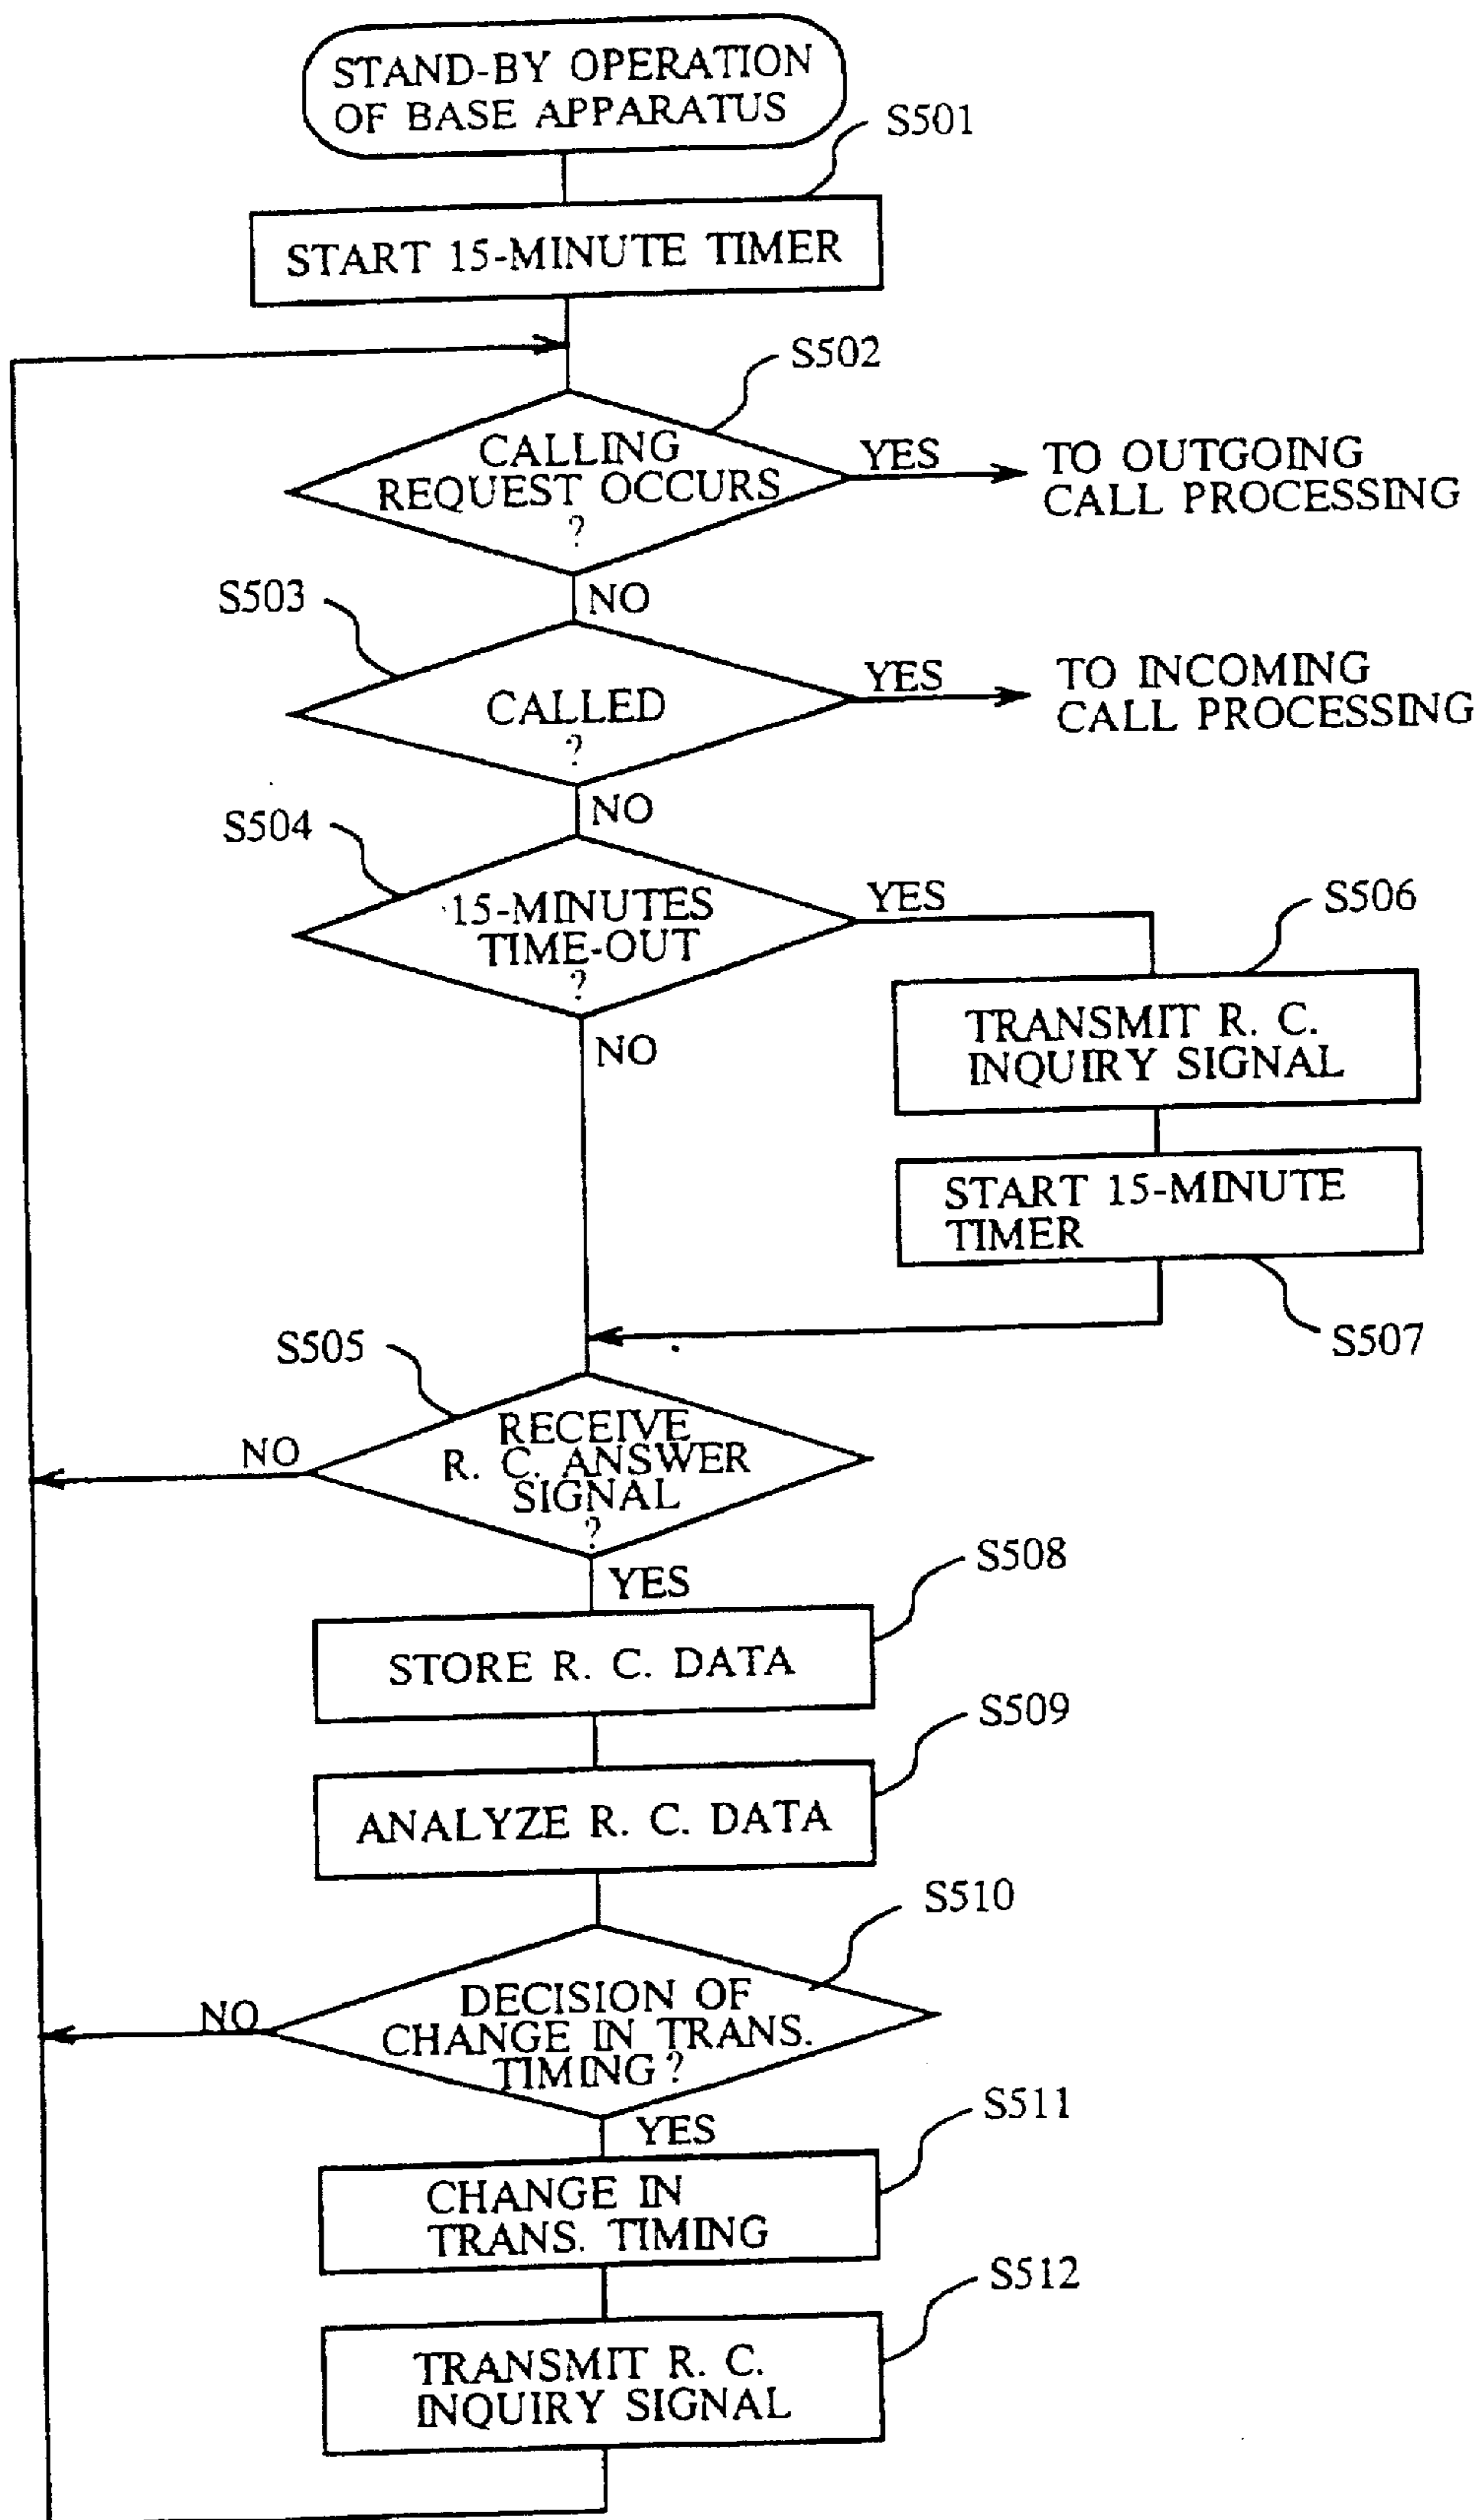 STAND-BY OPERATION
OF BASE APPARATUS
S501
START 15-MINUTE TIMER
S502
CALLING
REQUEST OCCURS
?
YES
TO OUTGOING
CALL PROCESSING
NO
S503
CALLED
?
YES
TO INCOMING
CALL PROCESSING
NO
S504
15-MINUTES
TIME-OUT
?
YES
S506
TRANSMIT R. C.
INQUIRY SIGNAL
NO
START 15-MINUTE
TIMER
S507
S505
RECEIVE
R. C. ANSWER
SIGNAL
?
NO
YES
S508
STORE R. C. DATA
S509
ANALYZE R. C. DATA
S510
DECISION OF
CHANGE IN TRANS.
TIMING ?
NO
YES
S511
CHANGE IN
TRANS. TIMING
S512
TRANSMIT R. C.
INQUIRY SIGNAL